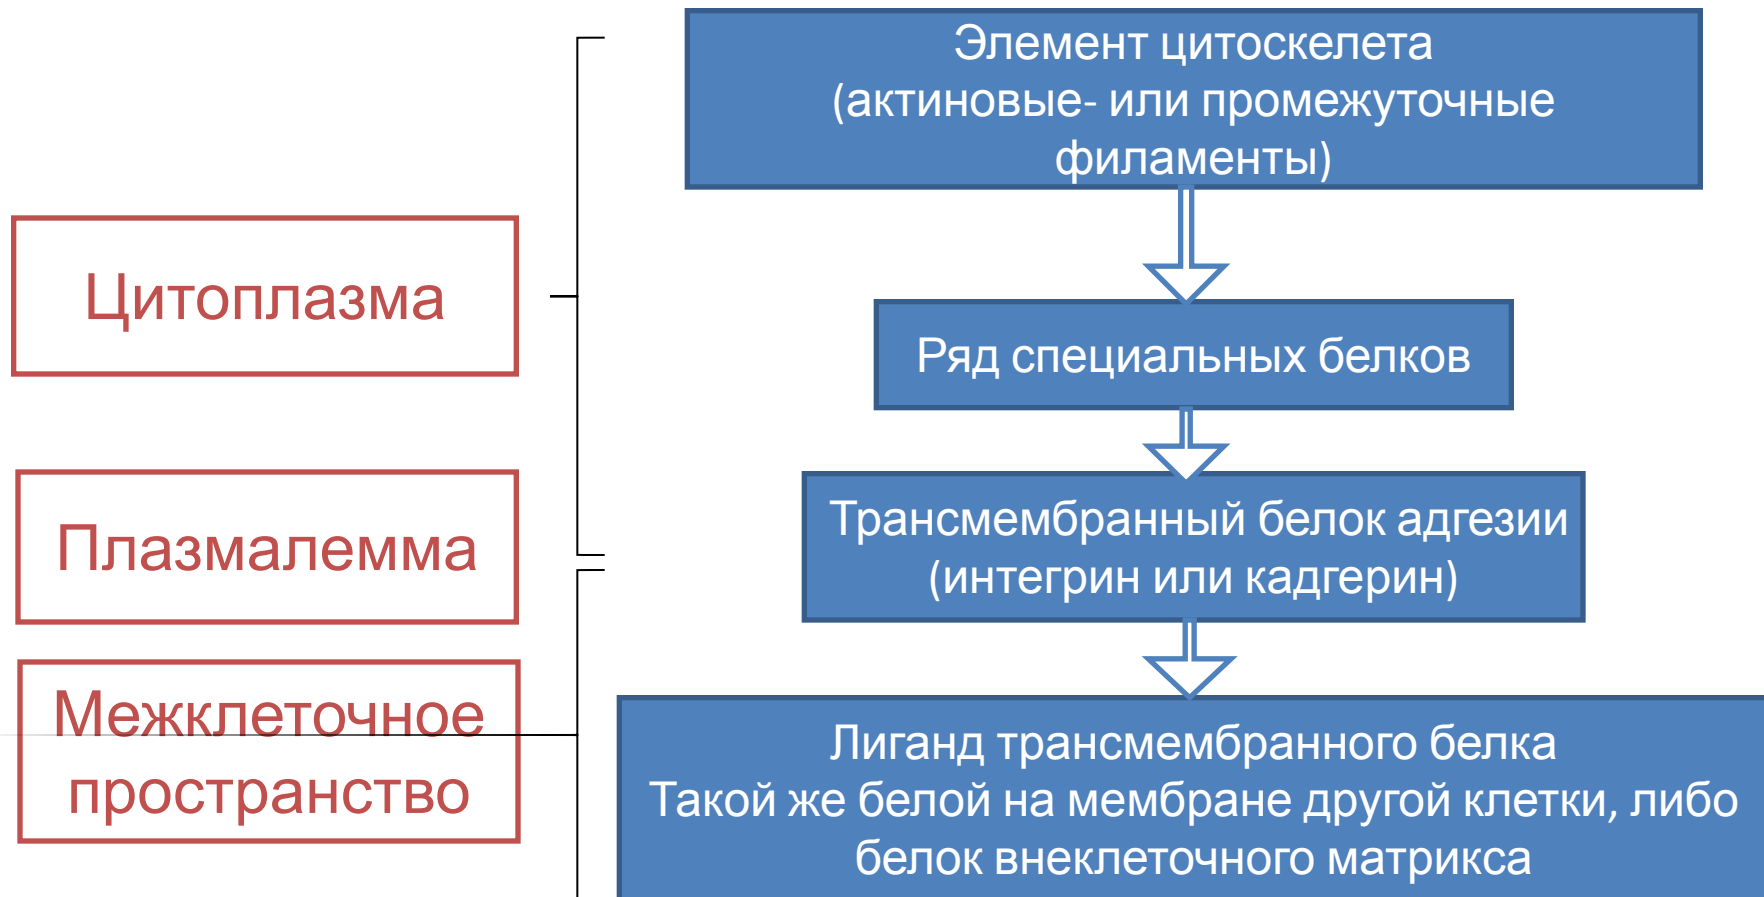 Элемент цитоскелета
(актиновые- или промежуточные
филаменты)
Цитоплазма
Ряд специальных белков
Плазмалемма
Трансмембранный белок адгезии
(интегрин или кадгерин)
Межклеточное
пространство
Лиганд трансмембранного белка
Такой же белой на мембране другой клетки, либо
белок внеклеточного матрикса